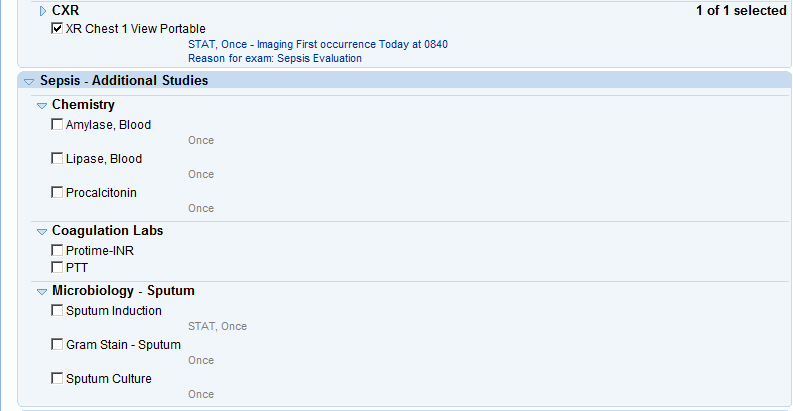 CXR 1 of 1 selected
XR Chest 1 View Portable
STAT, Once - Imaging First occurrence Today at 0840
Reason for exam: Sepsis Evaluation
Sepsis - Additional Studies
Chemistry
Amylase, Blood
Once
Lipase, Blood
Once
Procalcitonin
Once
Coagulation Labs
Protime-INR
PTT
Microbiology - Sputum
Sputum Induction
STAT, Once
Gram Stain - Sputum
Once
Sputum Culture
Once